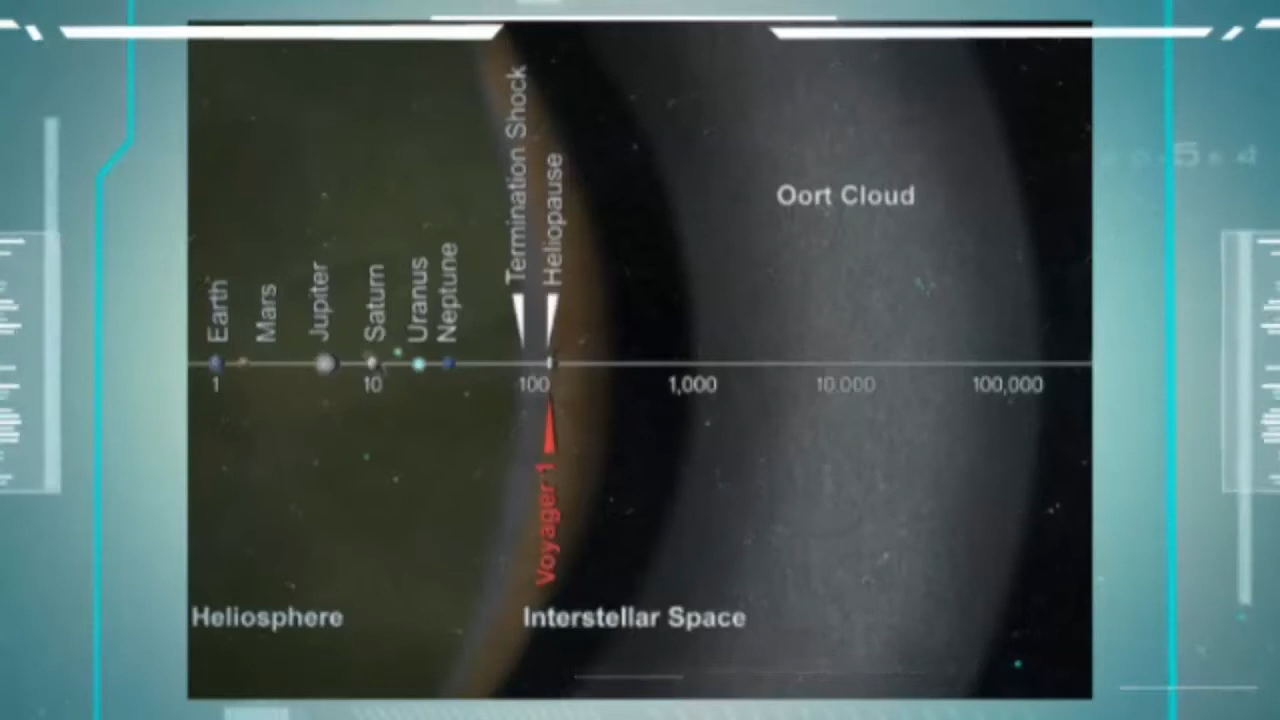 Termination Shock
Heliopause
Oort Cloud
Earth
Mars
Jupiter
Saturn
Uranus
Neptune
1
10
100
1,000
10,000
100,000
Voyager 1
Heliosphere
Interstellar Space